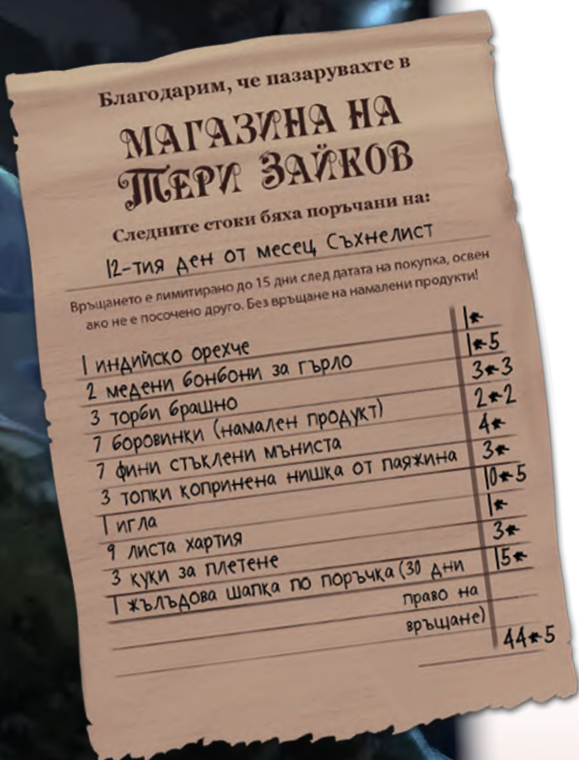 Благодарим, че пазарувахте в
МАГАЗИНА НА
ТЕРИ ЗАЙКОВ
Следните стоки бяха поръчани на:
12-тия ден от месец Съхнелист
Връщането е лимитирано до 15 дни след датата на покупка, освен
ако не е посочено друго. Без връщане на намалени продукти!
1 индийско орехче 1★
2 медени бонбони за гърло 1★5
3 торби брашно 3★3
7 боровинки (намален продукт) 2★2
7 фини стъклени мъниста 4★
3 топки копринена нишка от паяжина 3★
1 игла 10★5
9 листа хартия 1★
3 куки за плетене 3★
1 жълъдова шапка по поръчка (30 дни 15★
право на
връщане)
44★5